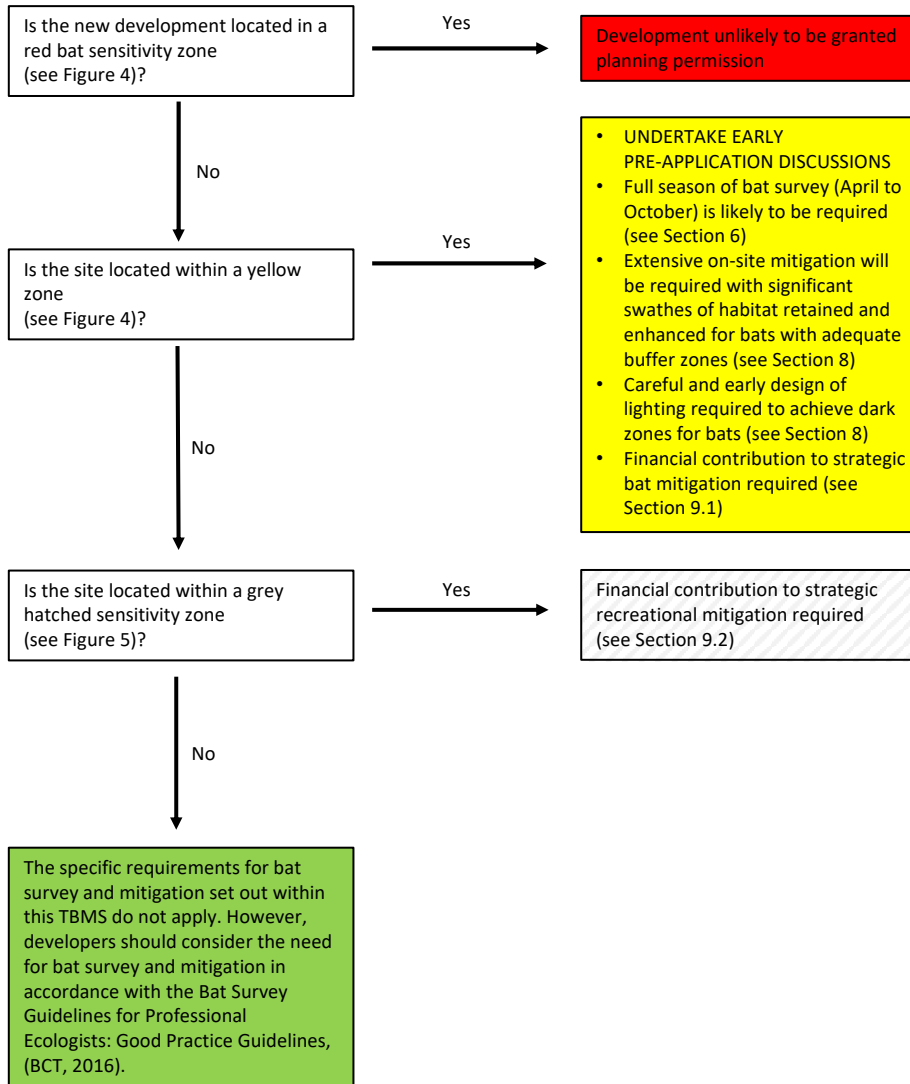 Is the new development located in a
red bat sensitivity zone
(see Figure 4)?
Yes
Development unlikely to be granted
planning permission
No
Is the site located within a yellow
zone
(see Figure 4)?
Yes
• UNDERTAKE EARLY
PRE-APPLICATION DISCUSSIONS
• Full season of bat survey (April to
October) is likely to be required
(see Section 6)
• Extensive on-site mitigation will
be required with significant
swathes of habitat retained and
enhanced for bats with adequate
buffer zones (see Section 8)
• Careful and early design of
lighting required to achieve dark
zones for bats (see Section 8)
• Financial contribution to strategic
bat mitigation required (see
Section 9.1)
No
Is the site located within a grey
hatched sensitivity zone
(see Figure 5)?
Yes
Financial contribution to strategic
recreational mitigation required
(see Section 9.2)
No
The specific requirements for bat
survey and mitigation set out within
this TBMS do not apply. However,
developers should consider the need
for bat survey and mitigation in
accordance with the Bat Survey
Guidelines for Professional
Ecologists: Good Practice Guidelines,
(BCT, 2016).